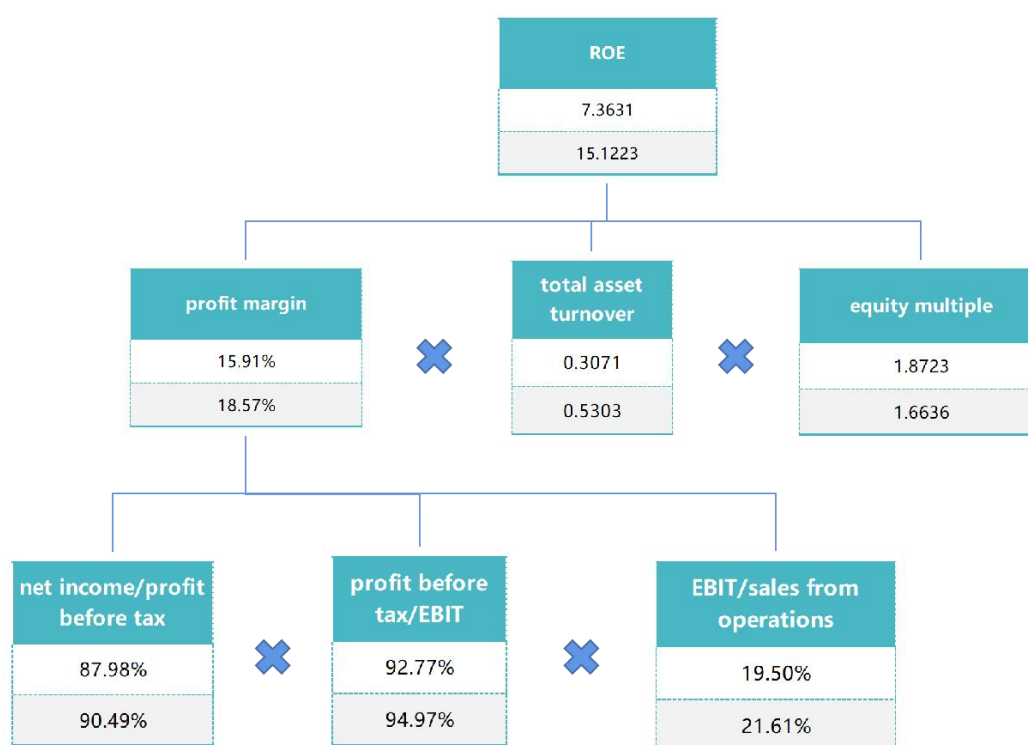 ROE
7.3631
15.1223
profit margin
15.91%
18.57%
total asset
turnover
0.3071
0.5303
equity multiple
1.8723
1.6636
net income/profit
before tax
87.98%
90.49%
profit before
tax/EBIT
92.77%
94.97%
EBIT/sales from
operations
19.50%
21.61%